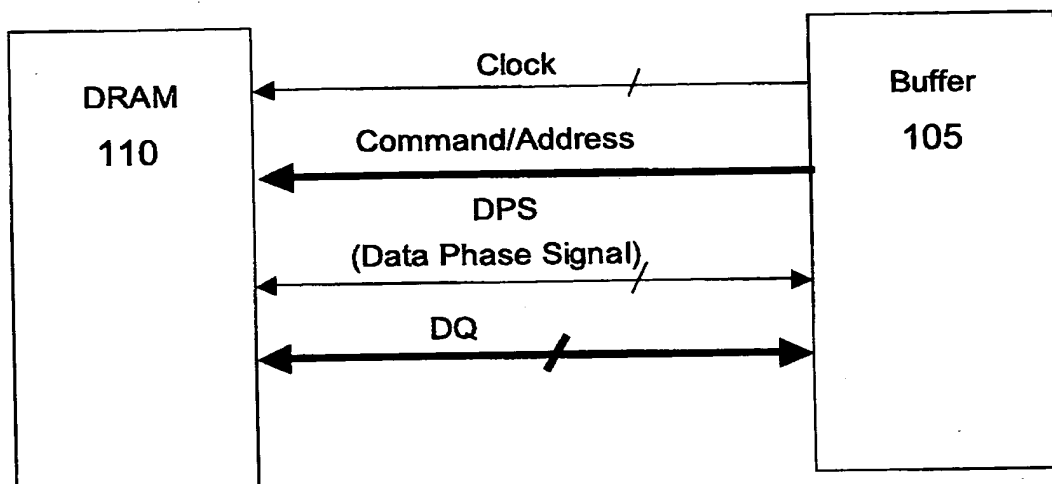 DRAM
110
Clock
Command/Address
DPS
(Data Phase Signal)
DQ
Buffer
105